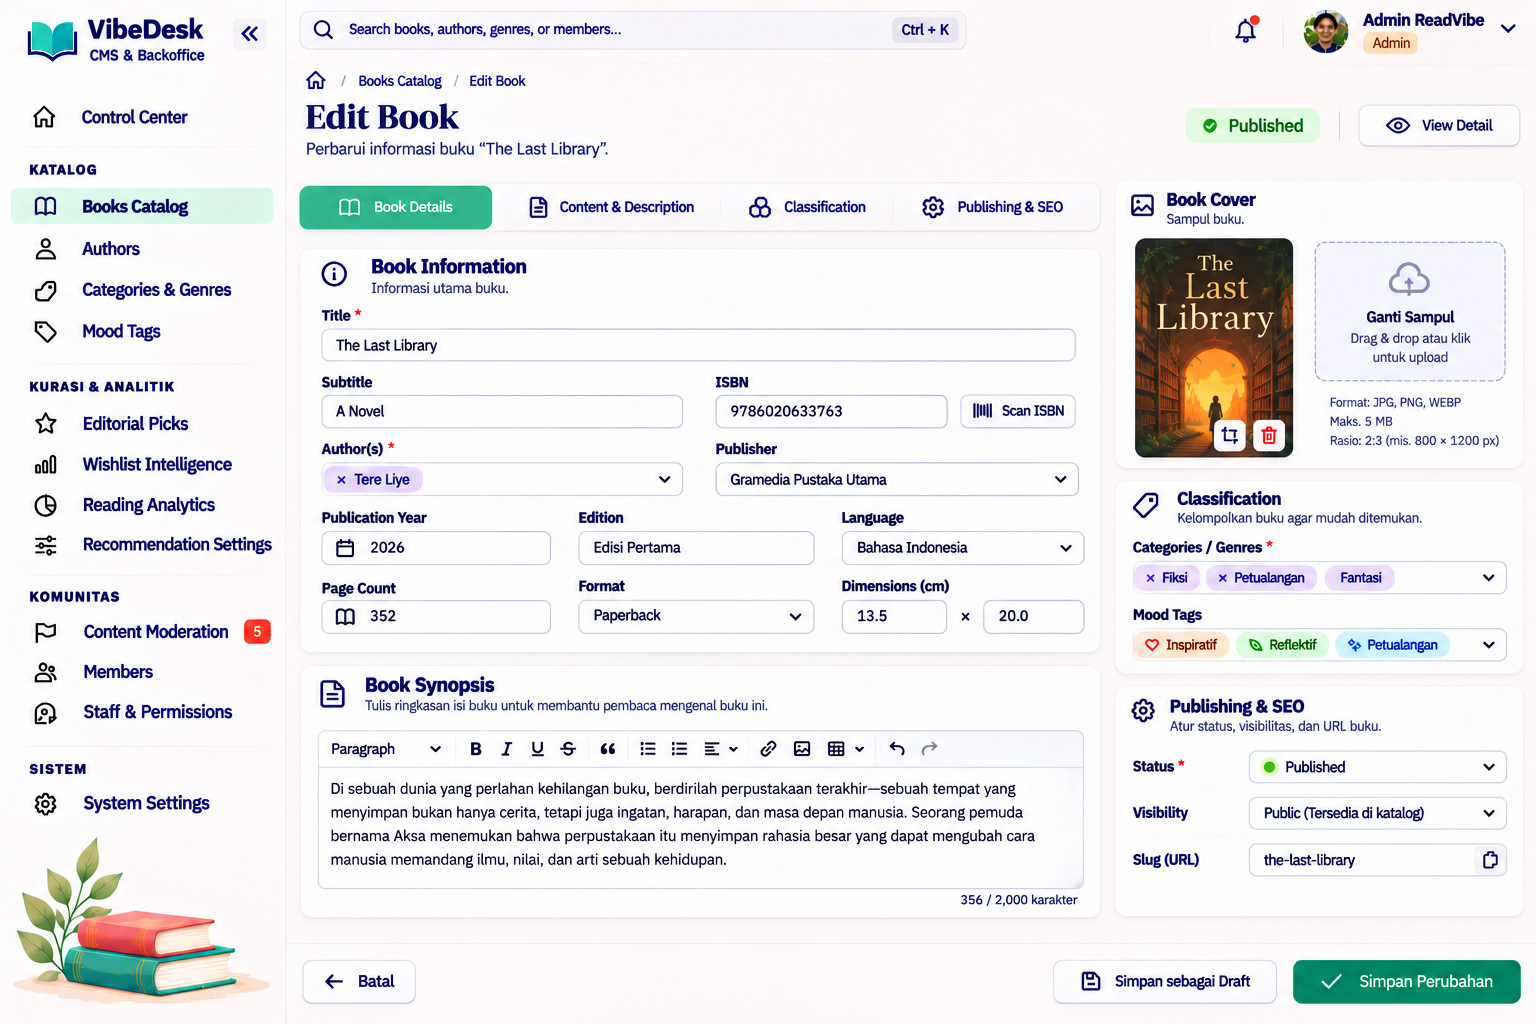 VibeDesk
CMS & Backoffice
Control Center
KATALOG
Books Catalog
Authors
Categories & Genres
Mood Tags
KURASI & ANALITIK
Editorial Picks
Wishlist Intelligence
Reading Analytics
Recommendation Settings
KOMUNITAS
Content Moderation 5
Members
Staff & Permissions
SISTEM
System Settings
Search books, authors, genres, or members... Ctrl + K
Admin ReadVibe
Admin
/ Books Catalog / Edit Book
Edit Book
Perbarui informasi buku “The Last Library”.
Published
View Detail
Book Details
Content & Description
Classification
Publishing & SEO
Book Information
Informasi utama buku.
Title *
The Last Library
Subtitle
A Novel
ISBN
9786020633763
Scan ISBN
Author(s) *
× Tere Liye
Publisher
Gramedia Pustaka Utama
Publication Year
2026
Edition
Edisi Pertama
Language
Bahasa Indonesia
Page Count
352
Format
Paperback
Dimensions (cm)
13.5 × 20.0
Book Synopsis
Tulis ringkasan isi buku untuk membantu pembaca mengenal buku ini.
Paragraph B I U S
Di sebuah dunia yang perlahan kehilangan buku, berdirilah perpustakaan terakhir—sebuah tempat yang
menyimpan bukan hanya cerita, tetapi juga ingatan, harapan, dan masa depan manusia. Seorang pemuda
bernama Aksa menemukan bahwa perpustakaan itu menyimpan rahasia besar yang dapat mengubah cara
manusia memandang ilmu, nilai, dan arti sebuah kehidupan.
356 / 2,000 karakter
Book Cover
Sampul buku.
The
Last
Library
Ganti Sampul
Drag & drop atau klik
untuk upload
Format: JPG, PNG, WEBP
Maks. 5 MB
Rasio: 2:3 (mis. 800 × 1200 px)
Classification
Kelompolkan buku agar mudah ditemukan.
Categories / Genres *
× Fiksi × Petualangan Fantasi
Mood Tags
Inspiratif Reflektif Petualangan
Publishing & SEO
Atur status, visibilitas, dan URL buku.
Status * Published
Visibility Public (Tersedia di katalog)
Slug (URL) the-last-library
Batal
Simpan sebagai Draft
Simpan Perubahan